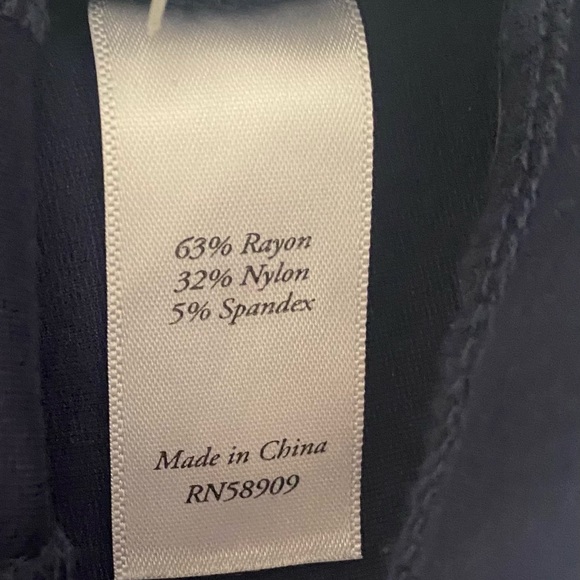 63% Rayon
32% Nylon
5% Spandex
Made in China
RN58909